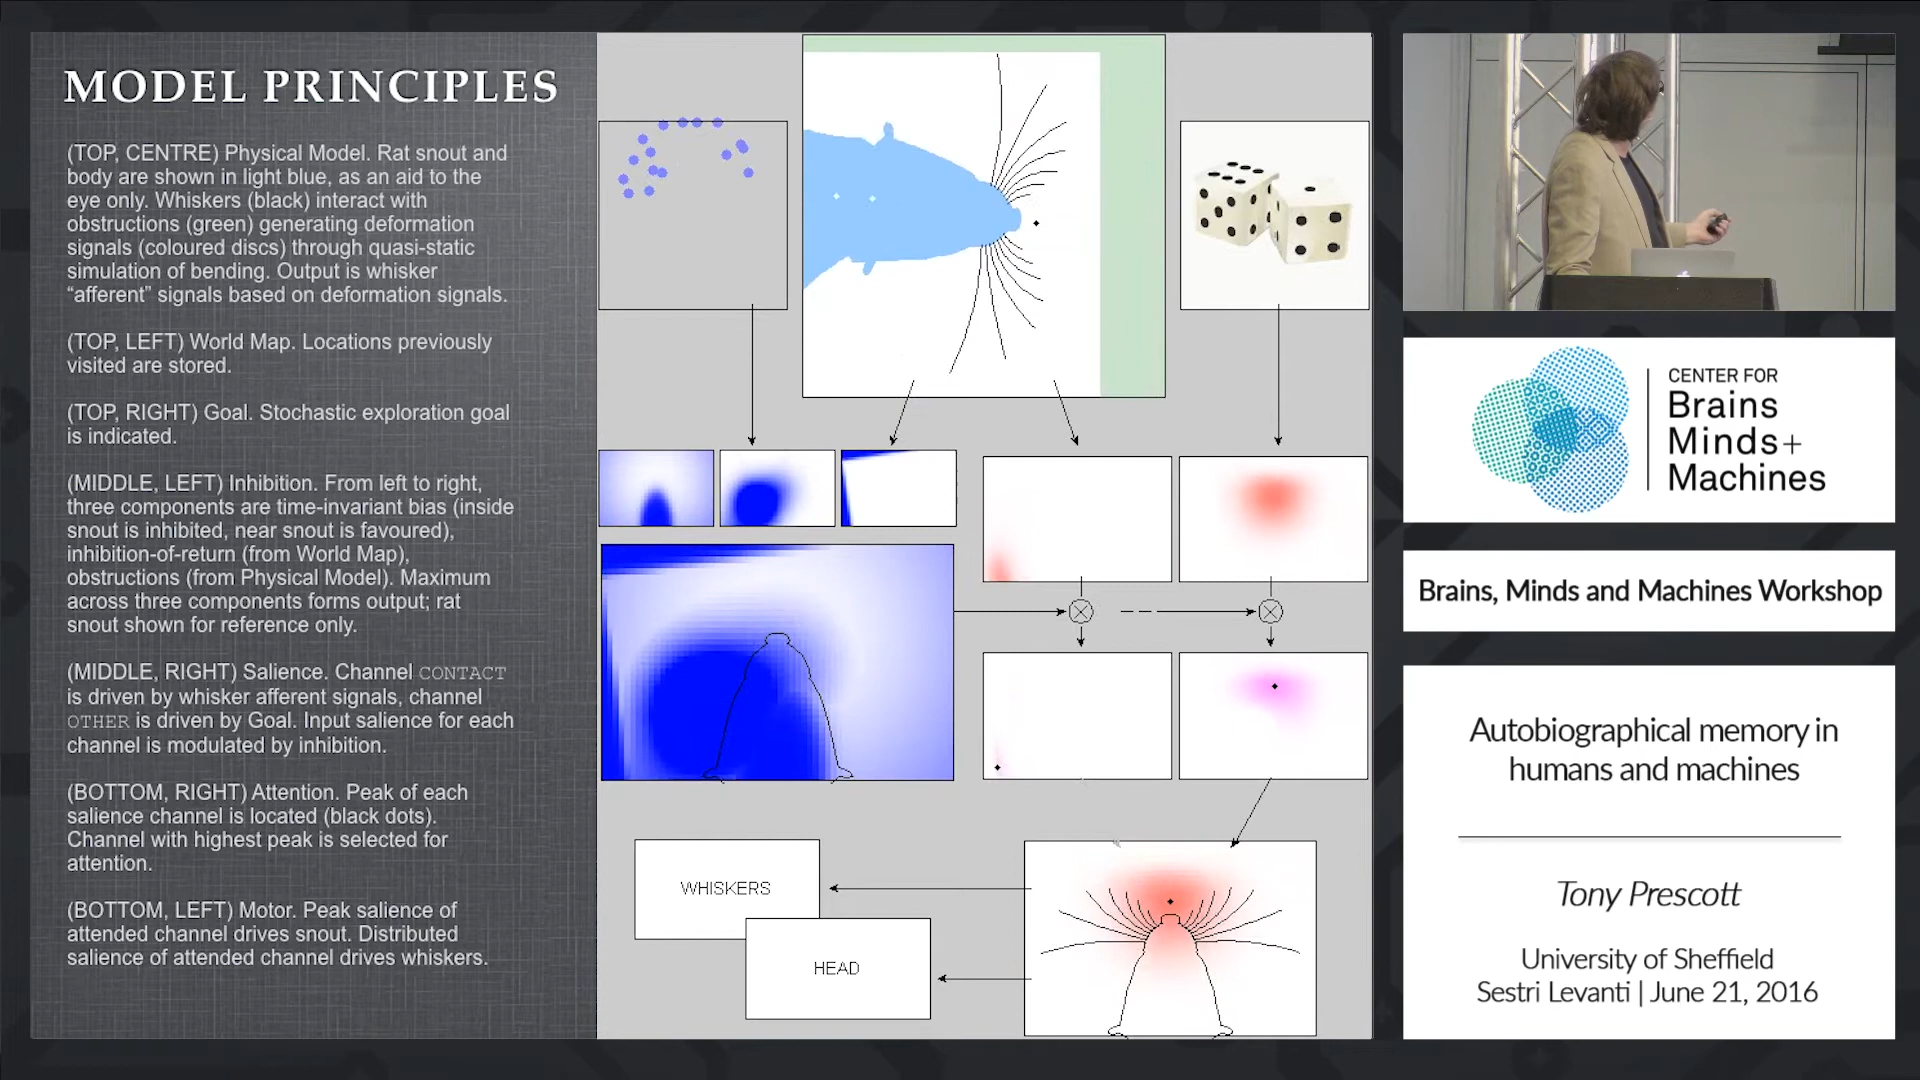 MODEL PRINCIPLES
(TOP, CENTRE) Physical Model. Rat snout and
body are shown in light blue, as an aid to the
eye only. Whiskers (black) interact with
obstructions (green) generating deformation
signals (coloured discs) through quasi-static
simulation of bending. Output is whisker
“afferent” signals based on deformation signals.
(TOP, LEFT) World Map. Locations previously
visited are stored.
(TOP, RIGHT) Goal. Stochastic exploration goal
is indicated.
(MIDDLE, LEFT) Inhibition. From left to right,
three components are time-invariant bias (inside
snout is inhibited, near snout is favoured),
inhibition-of-return (from World Map),
obstructions (from Physical Model). Maximum
across three components forms output; rat
snout shown for reference only.
(MIDDLE, RIGHT) Salience. Channel CONTACT
is driven by whisker afferent signals, channel
OTHER is driven by Goal. Input salience for each
channel is modulated by inhibition.
(BOTTOM, RIGHT) Attention. Peak of each
salience channel is located (black dots).
Channel with highest peak is selected for
attention.
(BOTTOM, LEFT) Motor. Peak salience of
attended channel drives snout. Distributed
salience of attended channel drives whiskers.
WHISKERS
HEAD
CENTER FOR
Brains
Minds+
Machines
Brains, Minds and Machines Workshop
Autobiographical memory in
humans and machines
Tony Prescott
University of Sheffield
Sestri Levanti | June 21, 2016